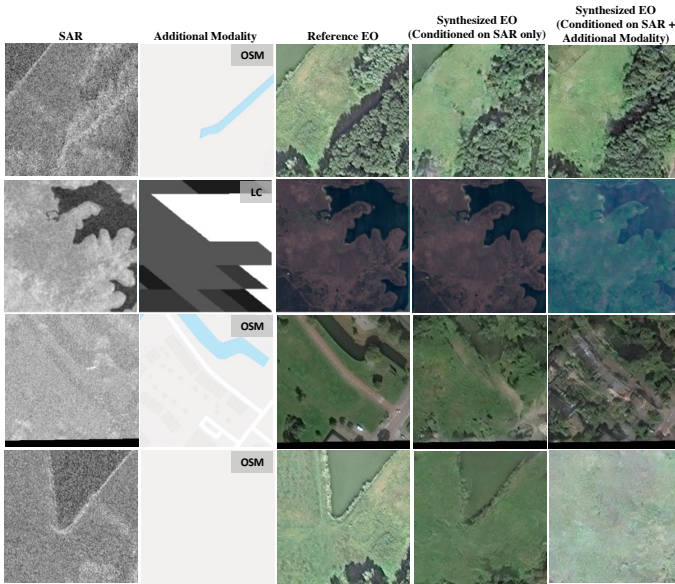 SAR
Additional Modality
Reference EO
Synthesized EO
(Conditioned on SAR only)
Synthesized EO
(Conditioned on SAR +
Additional Modality)
OSM
LC
OSM
OSM